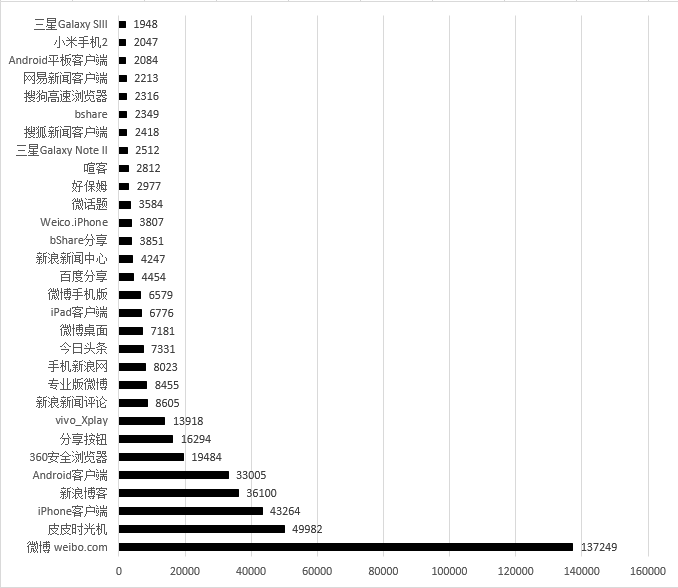 三星Galaxy SIII 1948
小米手机2 2047
Android平板客户端 2084
网易新闻客户端 2213
搜狗高速浏览器 2316
bshare 2349
搜狐新闻客户端 2418
三星Galaxy Note II 2512
喧客 2812
好保姆 2977
微话题 3584
Weico.iPhone 3807
bShare分享 3851
新浪新闻中心 4247
百度分享 4454
微博手机版 6579
iPad客户端 6776
微博桌面 7181
今日头条 7331
手机新浪网 8023
专业版微博 8455
新浪新闻评论 8605
vivo_Xplay 13918
分享按钮 16294
360安全浏览器 19484
Android客户端 33005
新浪博客 36100
iPhone客户端 43264
皮皮时光机 49982
微博 weibo.com 137249
0 20000 40000 60000 80000 100000 120000 140000 160000